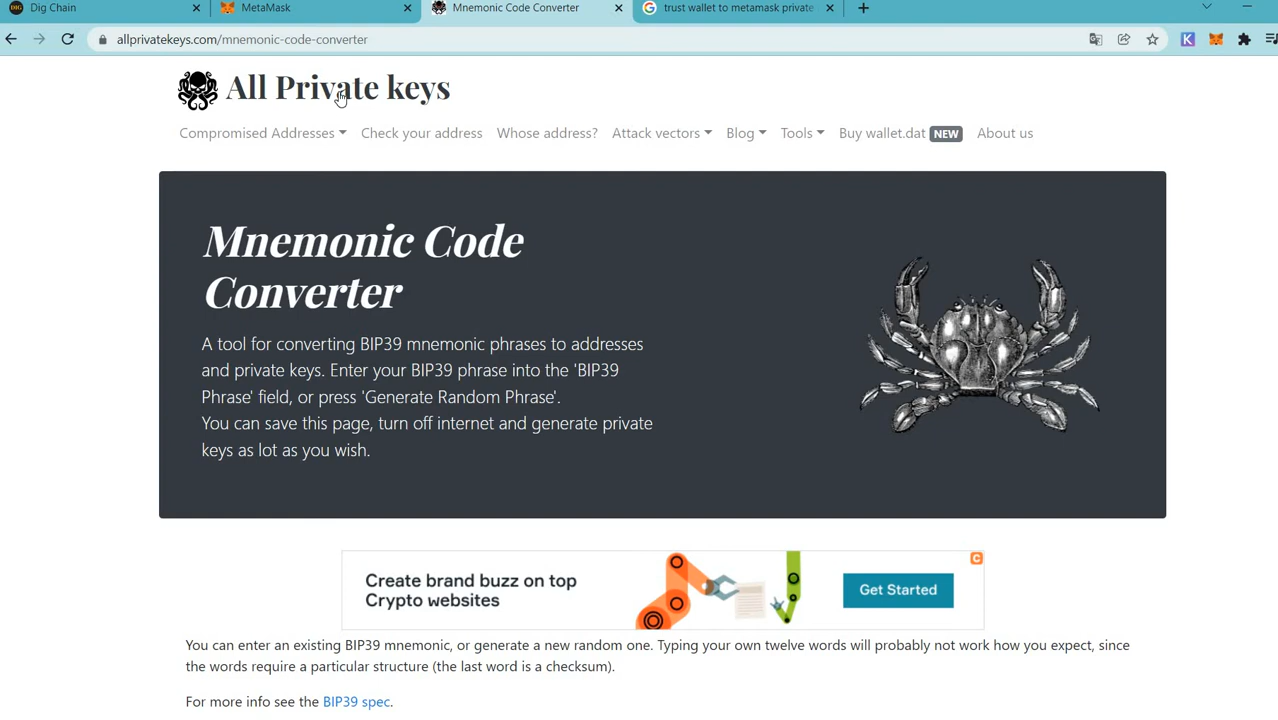 DIG Dig Chain
MetaMask
Mnemonic Code Converter
trust wallet to metamask private
allprivatekeys.com/mnemonic-code-converter
K
All Private keys
Compromised Addresses Check your address Whose address? Attack vectors Blog Tools Buy wallet.dat NEW About us
Mnemonic Code
Converter
A tool for converting BIP39 mnemonic phrases to addresses
and private keys. Enter your BIP39 phrase into the 'BIP39
Phrase' field, or press 'Generate Random Phrase'.
You can save this page, turn off internet and generate private
keys as lot as you wish.
Create brand buzz on top
Crypto websites
Get Started
You can enter an existing BIP39 mnemonic, or generate a new random one. Typing your own twelve words will probably not work how you expect, since
the words require a particular structure (the last word is a checksum).
For more info see the BIP39 spec.